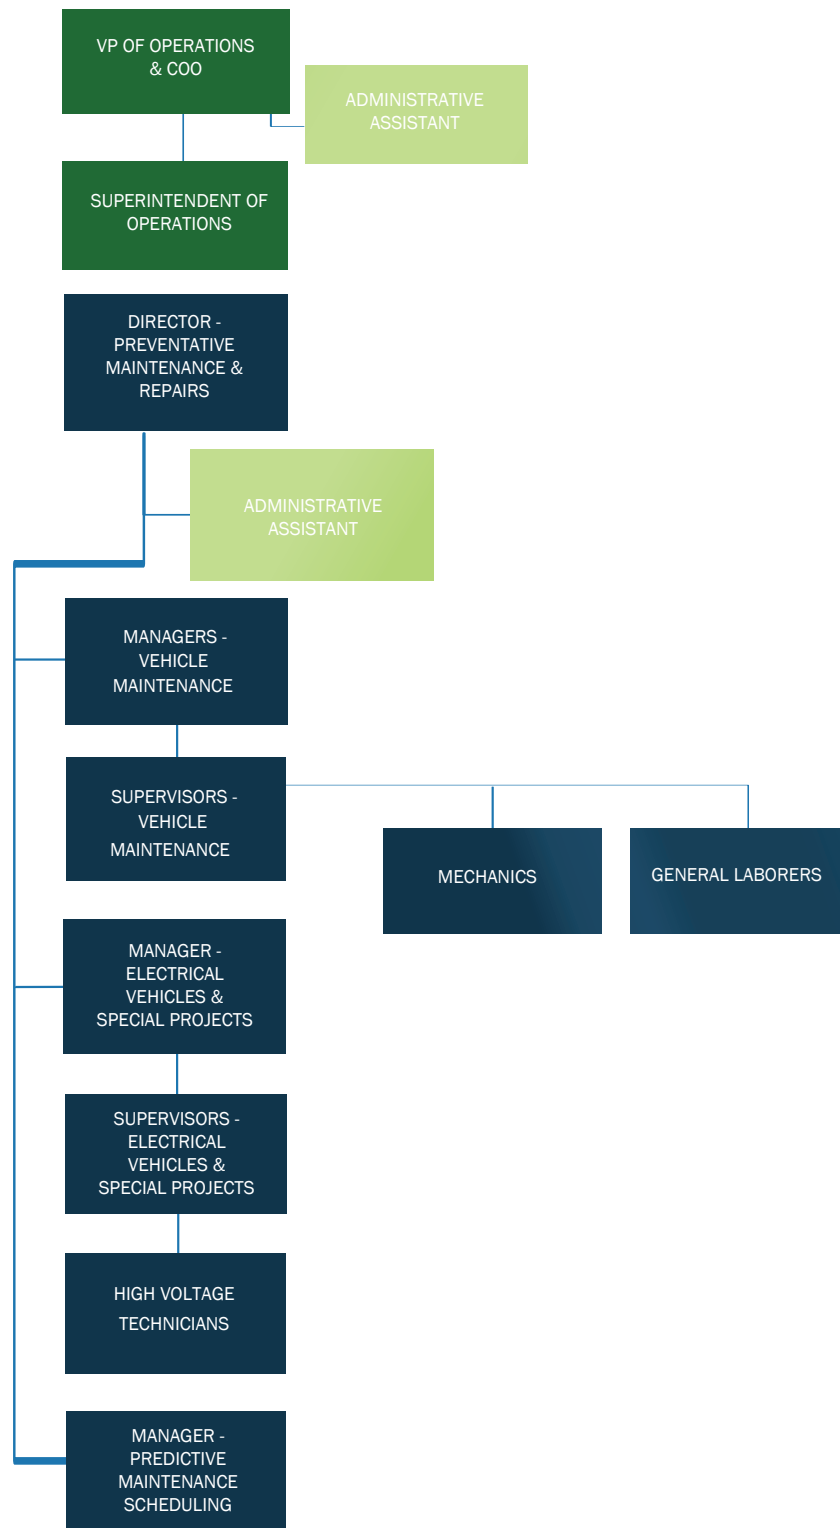 VP OF OPERATIONS
& COO
ADMINISTRATIVE
ASSISTANT
SUPERINTENDENT OF
OPERATIONS
DIRECTOR -
PREVENTATIVE
MAINTENANCE &
REPAIRS
ADMINISTRATIVE
ASSISTANT
MANAGERS -
VEHICLE
MAINTENANCE
SUPERVISORS -
VEHICLE
MAINTENANCE
MECHANICS
GENERAL LABORERS
MANAGER -
ELECTRICAL
VEHICLES &
SPECIAL PROJECTS
SUPERVISORS -
ELECTRICAL
VEHICLES &
SPECIAL PROJECTS
HIGH VOLTAGE
TECHNICIANS
MANAGER -
PREDICTIVE
MAINTENANCE
SCHEDULING